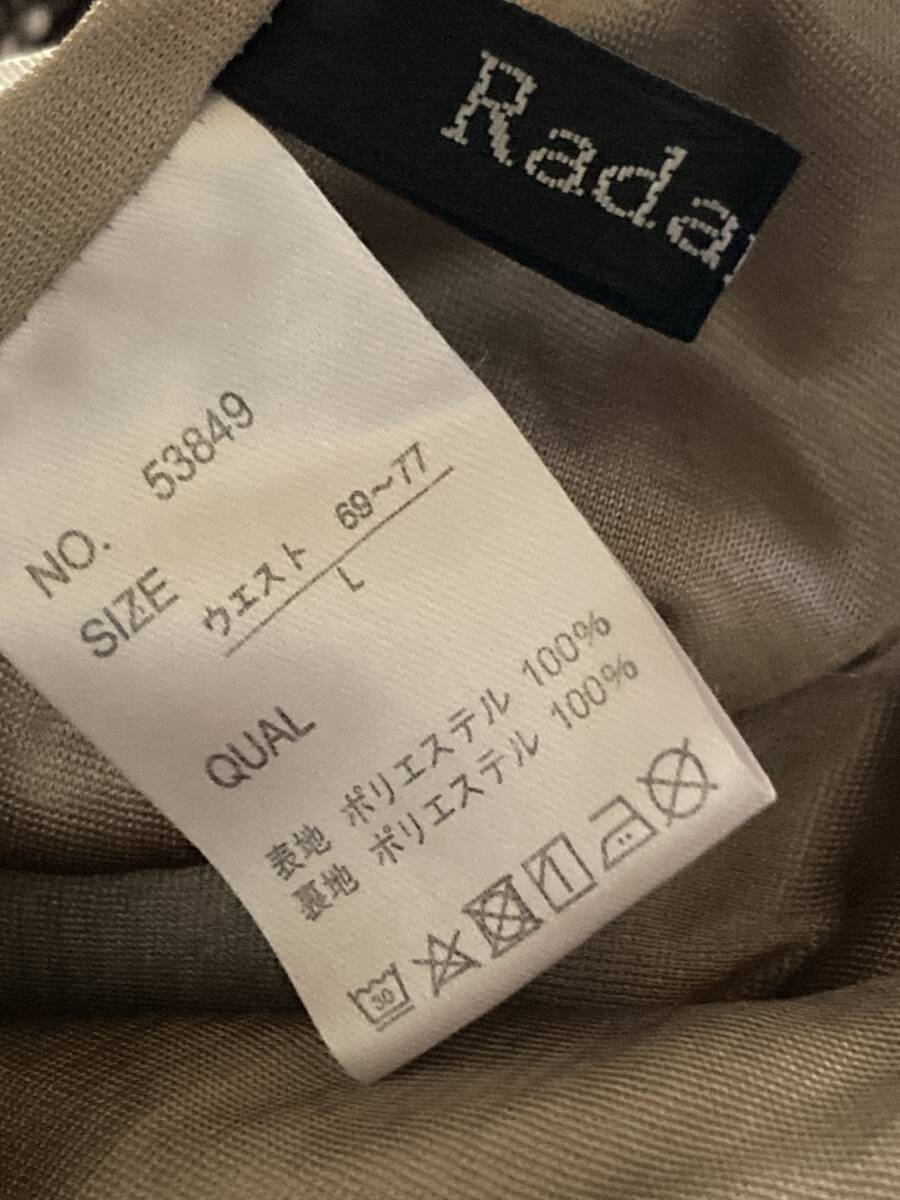 Rada
NO. 53849
SIZE ウエスト 69～77
L
QUAL
表地 ポリエステル 100%
裏地 ポリエステル 100%
30